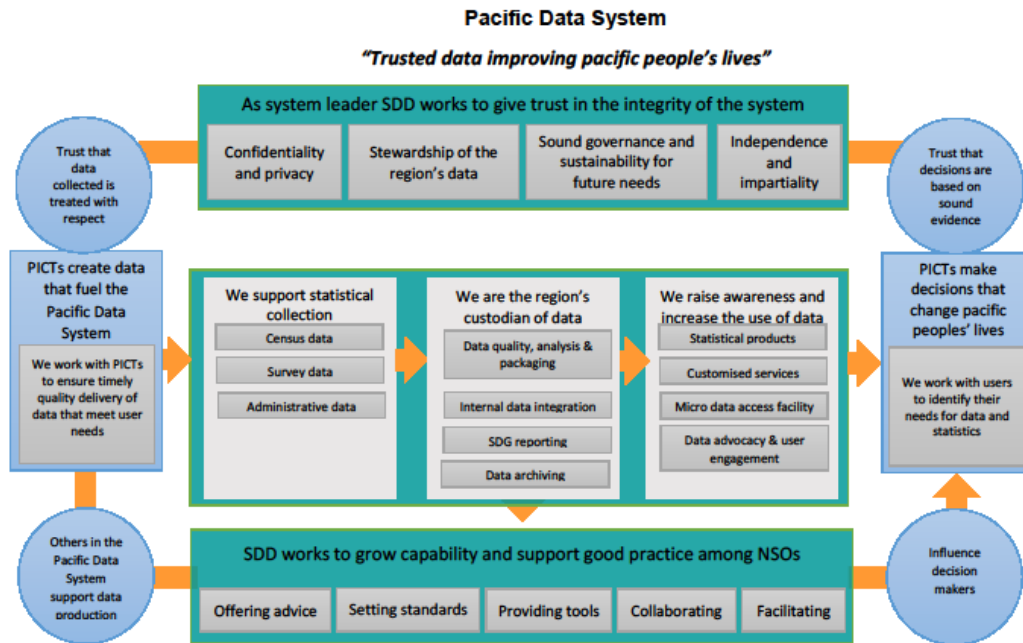 Pacific Data System
“Trusted data improving pacific people’s lives”
As system leader SDD works to give trust in the integrity of the system
Confidentiality
and privacy
Stewardship of the
region’s data
Sound governance and
sustainability for
future needs
Independence
and
impartiality
Trust that
data
collected is
treated with
respect
Trust that
decisions are
based on
sound
evidence
PICTs create data
that fuel the
Pacific Data
System
We work with PICTs
to ensure timely
quality delivery of
data that meet user
needs
We support statistical
collection
Census data
Survey data
Administrative data
We are the region’s
custodian of data
Data quality, analysis &
packaging
Internal data integration
SDG reporting
Data archiving
We raise awareness and
increase the use of data
Statistical products
Customised services
Micro data access facility
Data advocacy & user
engagement
PICTs make
decisions that
change pacific
peoples’ lives
We work with users
to identify their
needs for data and
statistics
Others in the
Pacific Data
System
support data
production
SDD works to grow capability and support good practice among NSOs
Offering advice
Setting standards
Providing tools
Collaborating
Facilitating
Influence
decision
makers